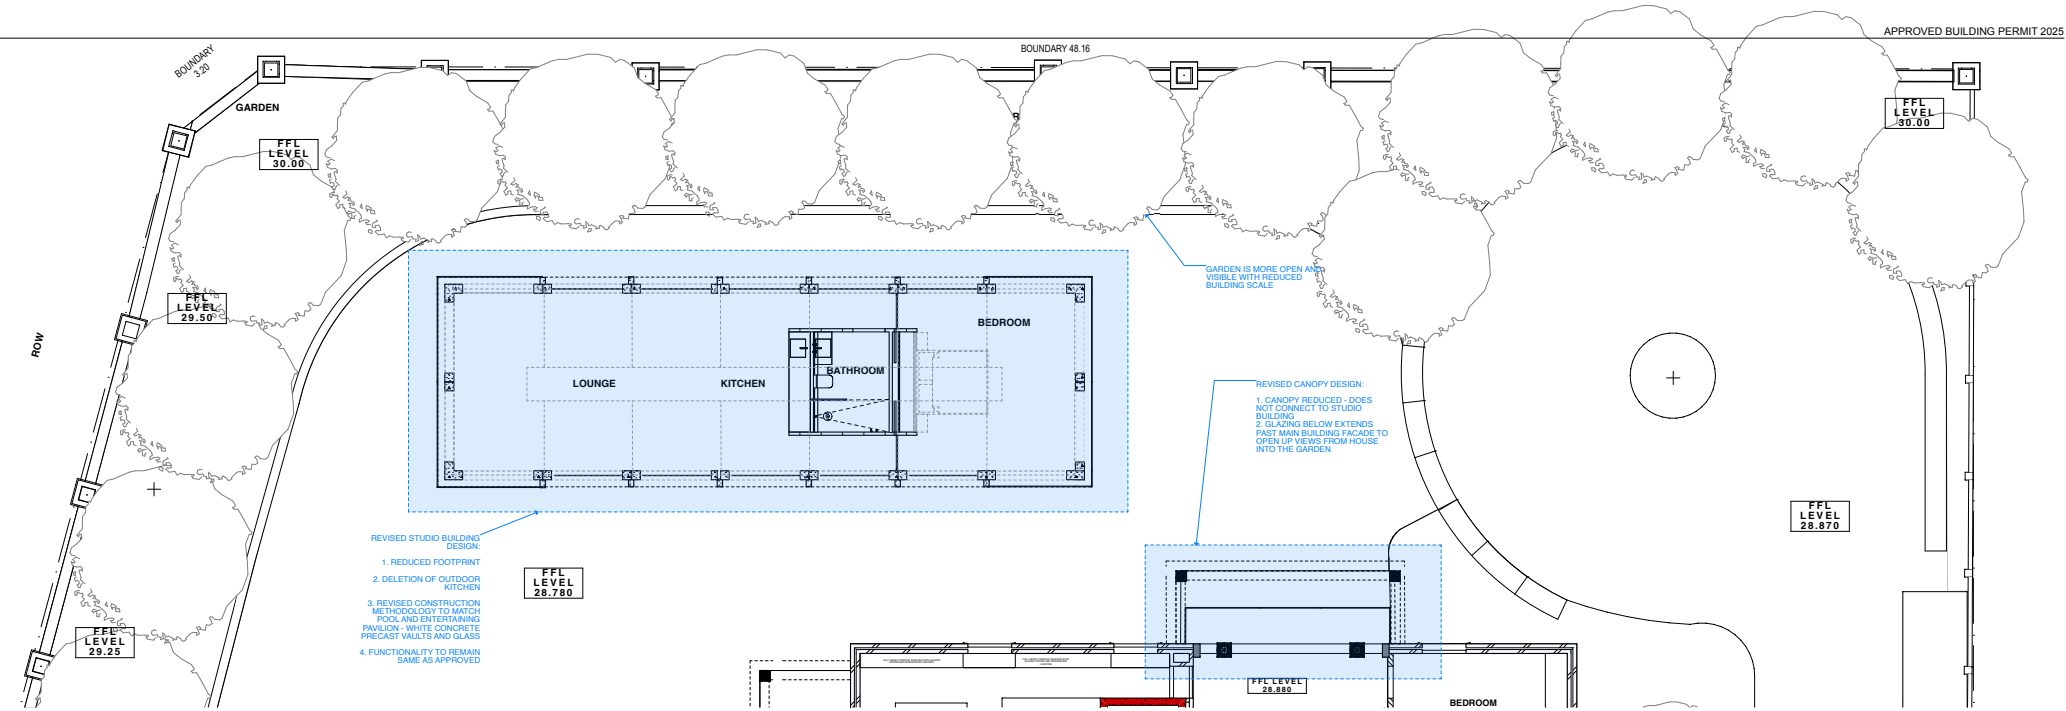 APPROVED BUILDING PERMIT 2025
BOUNDARY
3.20
BOUNDARY 48.16
GARDEN
FFL
LEVEL
30.00
FFL
LEVEL
30.00
R
FFL
LEVEL
29.50
ROW
GARDEN IS MORE OPEN AND
VISIBLE WITH REDUCED
BUILDING SCALE
BEDROOM
LOUNGE
KITCHEN
BATHROOM
REVISED CANOPY DESIGN:
1. CANOPY REDUCED - DOES
NOT CONNECT TO STUDIO
BUILDING
2. GLAZING BELOW EXTENDS
PAST MAIN BUILDING FACADE TO
OPEN UP VIEWS FROM HOUSE
INTO THE GARDEN
FFL
LEVEL
28.870
REVISED STUDIO BUILDING
DESIGN:
1. REDUCED FOOTPRINT
2. DELETION OF OUTDOOR
KITCHEN
3. REVISED CONSTRUCTION
METHODOLOGY TO MATCH
POOL AND ENTERTAINING
PAVILION - WHITE CONCRETE
PRECAST VAULTS AND GLASS
4. FUNCTIONALITY TO REMAIN
SAME AS APPROVED
FFL
LEVEL
28.780
FFL
LEVEL
29.25
FFL LEVEL
28.880
BEDROOM